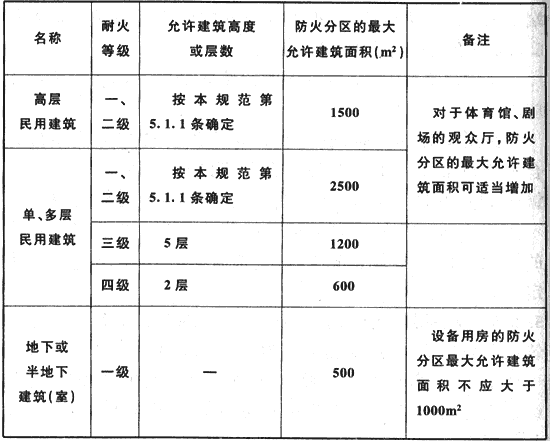 名称
耐火
等级
允许建筑高度
或层数
防火分区的最大
允许建筑面积(m²)
备注
高层
民用建筑
一、
二级
按本规范第
5.1.1条确定
1500
对于体育馆、剧
场的观众厅,防火
分区的最大允许建
筑面积可适当增加
单、多层
民用建筑
一、
二级
按本规范第
5.1.1条确定
2500
三级
5层
1200
四级
2层
600
地下或
半地下
建筑(室)
一级
—
500
设备用房的防火
分区最大允许建筑
面积不应大于
1000m²